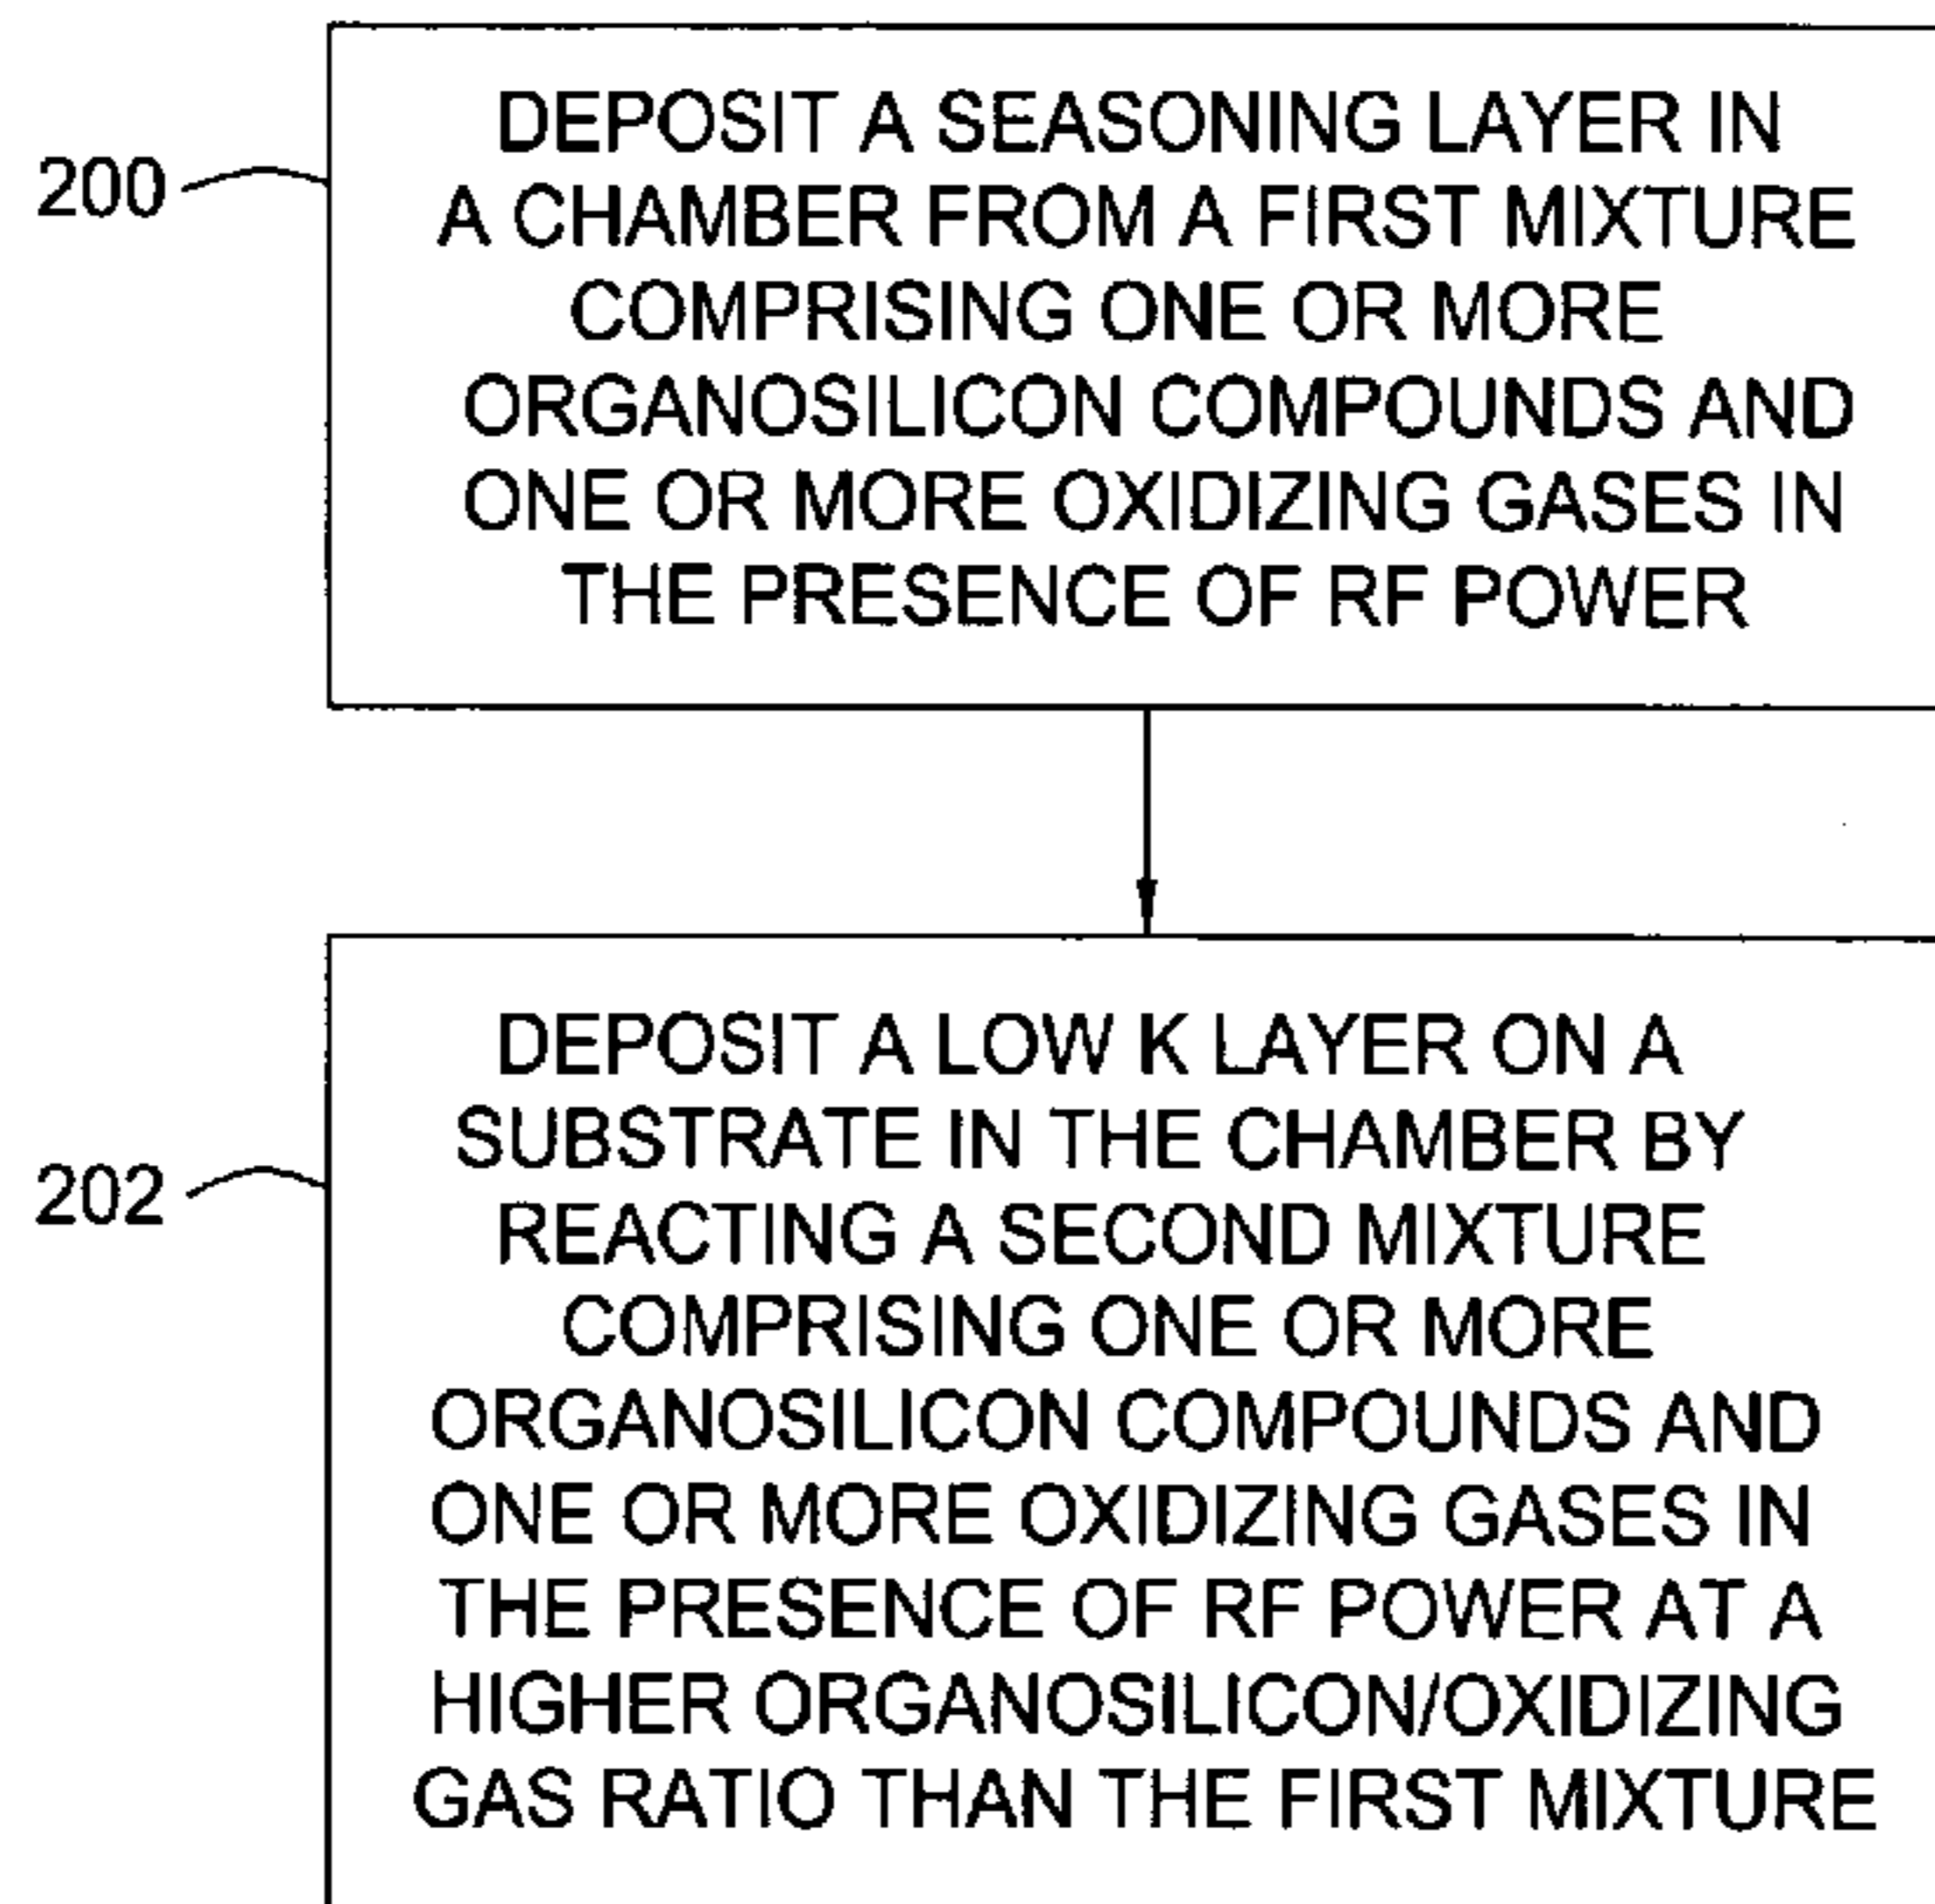 DEPOSIT A SEASONING LAYER IN
200
A CHAMBER FROM A FIRST MIXTURE
COMPRISING ONE OR MORE
ORGANOSILICON COMPOUNDS AND
ONE OR MORE OXIDIZING GASES IN
THE PRESENCE OF RF POWER
DEPOSIT A LOW K LAYER ON A
SUBSTRATE IN THE CHAMBER BY
202
REACTING A SECOND MIXTURE
COMPRISING ONE OR MORE
ORGANOSILICON COMPOUNDS AND
ONE OR MORE OXIDIZING GASES IN
THE PRESENCE OF RF POWER AT A
HIGHER ORGANOSILICON/OXIDIZING
GAS RATIO THAN THE FIRST MIXTURE